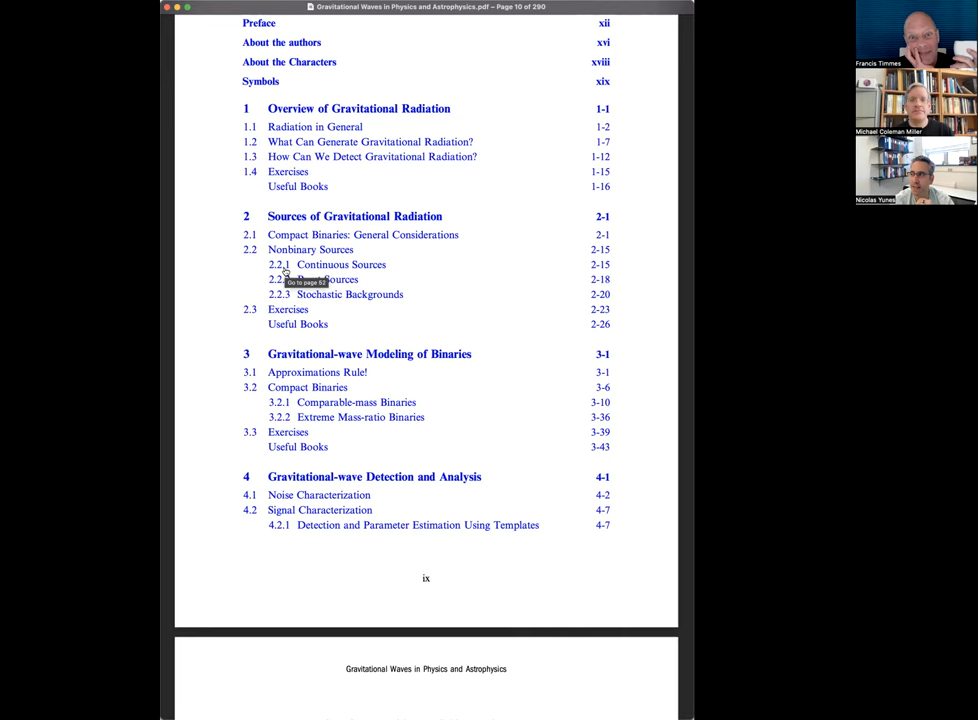 Gravitational Waves in Physics and Astrophysics.pdf – Page 10 of 290
Preface xii
About the authors xvi
About the Characters xviii
Symbols xix
1 Overview of Gravitational Radiation 1-1
1.1 Radiation in General 1-2
1.2 What Can Generate Gravitational Radiation? 1-7
1.3 How Can We Detect Gravitational Radiation? 1-12
1.4 Exercises 1-15
Useful Books 1-16
2 Sources of Gravitational Radiation 2-1
2.1 Compact Binaries: General Considerations 2-1
2.2 Nonbinary Sources 2-15
2.2.1 Continuous Sources 2-15
2.2. Sources 2-18
Go to page 52
2.2.3 Stochastic Backgrounds 2-20
2.3 Exercises 2-23
Useful Books 2-26
3 Gravitational-wave Modeling of Binaries 3-1
3.1 Approximations Rule! 3-1
3.2 Compact Binaries 3-6
3.2.1 Comparable-mass Binaries 3-10
3.2.2 Extreme Mass-ratio Binaries 3-36
3.3 Exercises 3-39
Useful Books 3-43
4 Gravitational-wave Detection and Analysis 4-1
4.1 Noise Characterization 4-2
4.2 Signal Characterization 4-7
4.2.1 Detection and Parameter Estimation Using Templates 4-7
ix
Gravitational Waves in Physics and Astrophysics
Francis Timmes
Michael Coleman Miller
Nicolas Yunes